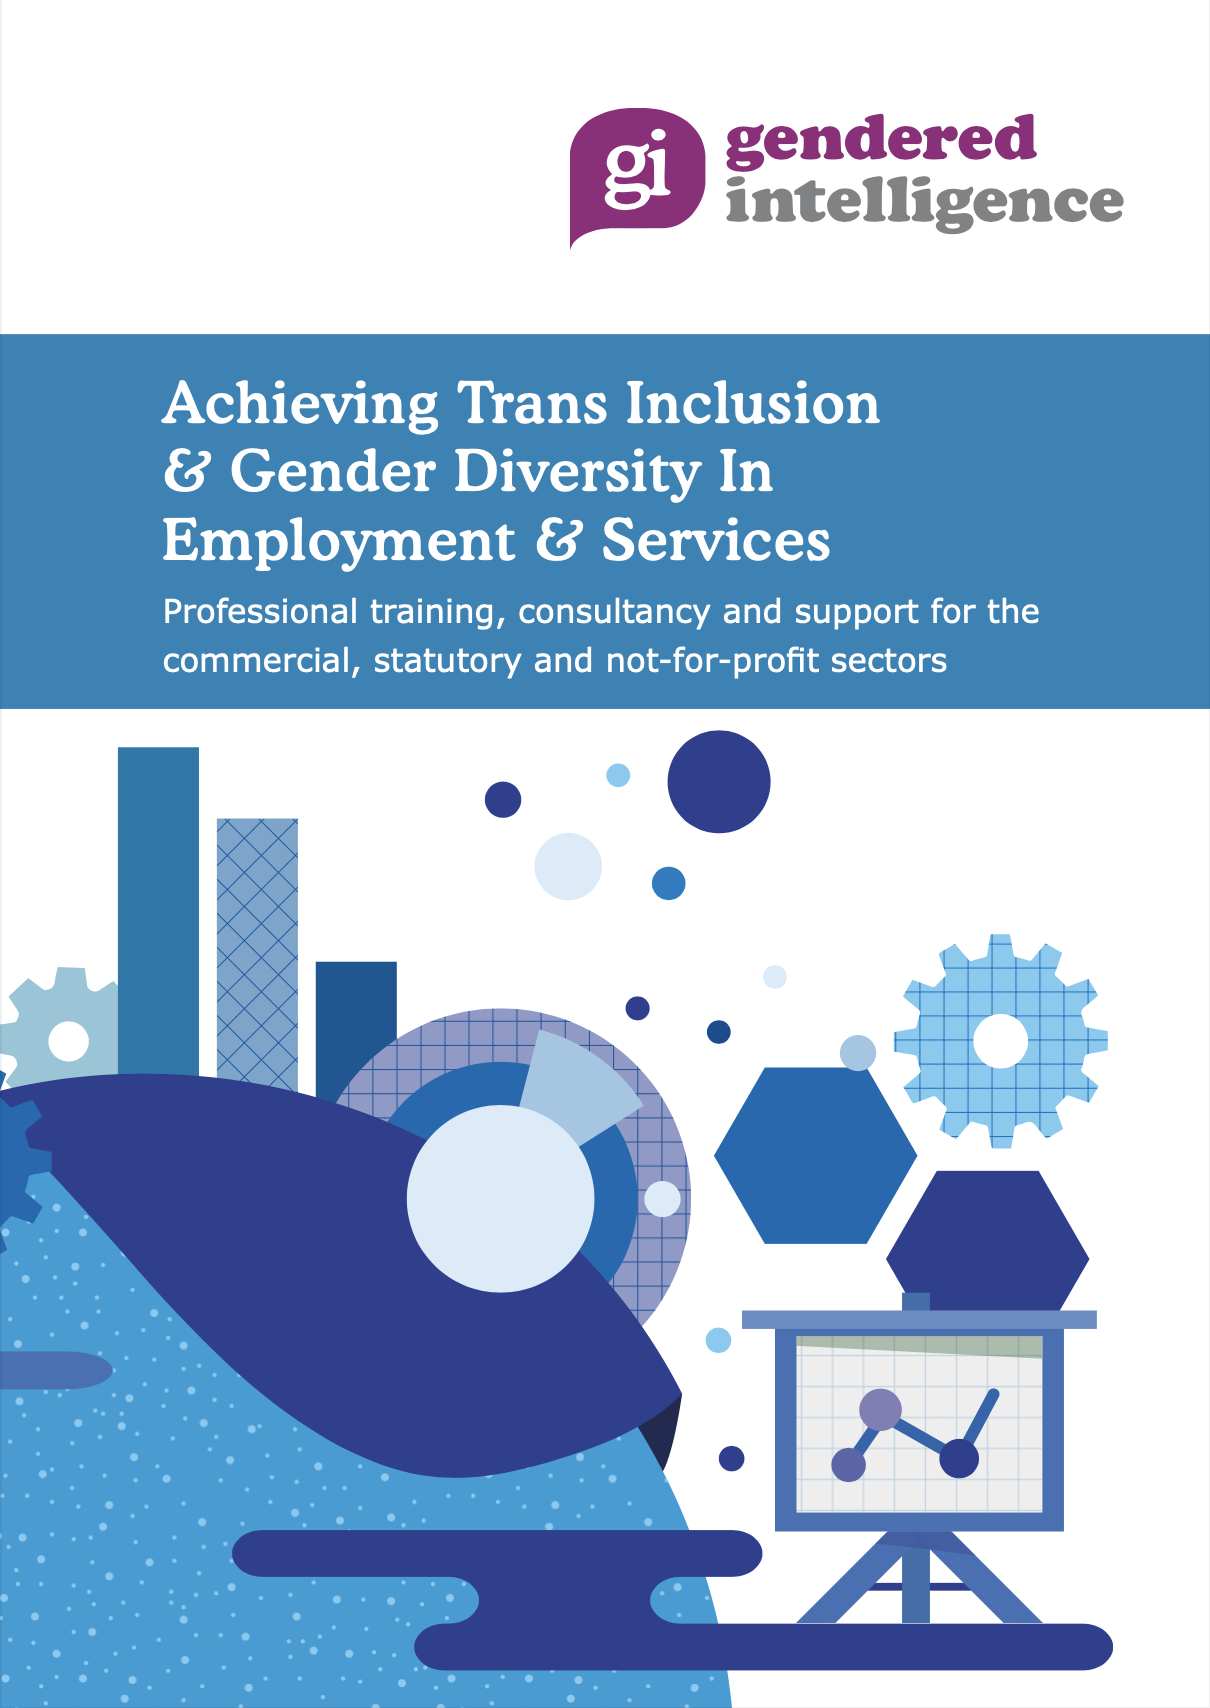 gi
gendered
intelligence
Achieving Trans Inclusion
& Gender Diversity In
Employment & Services
Professional training, consultancy and support for the
commercial, statutory and not-for-profit sectors